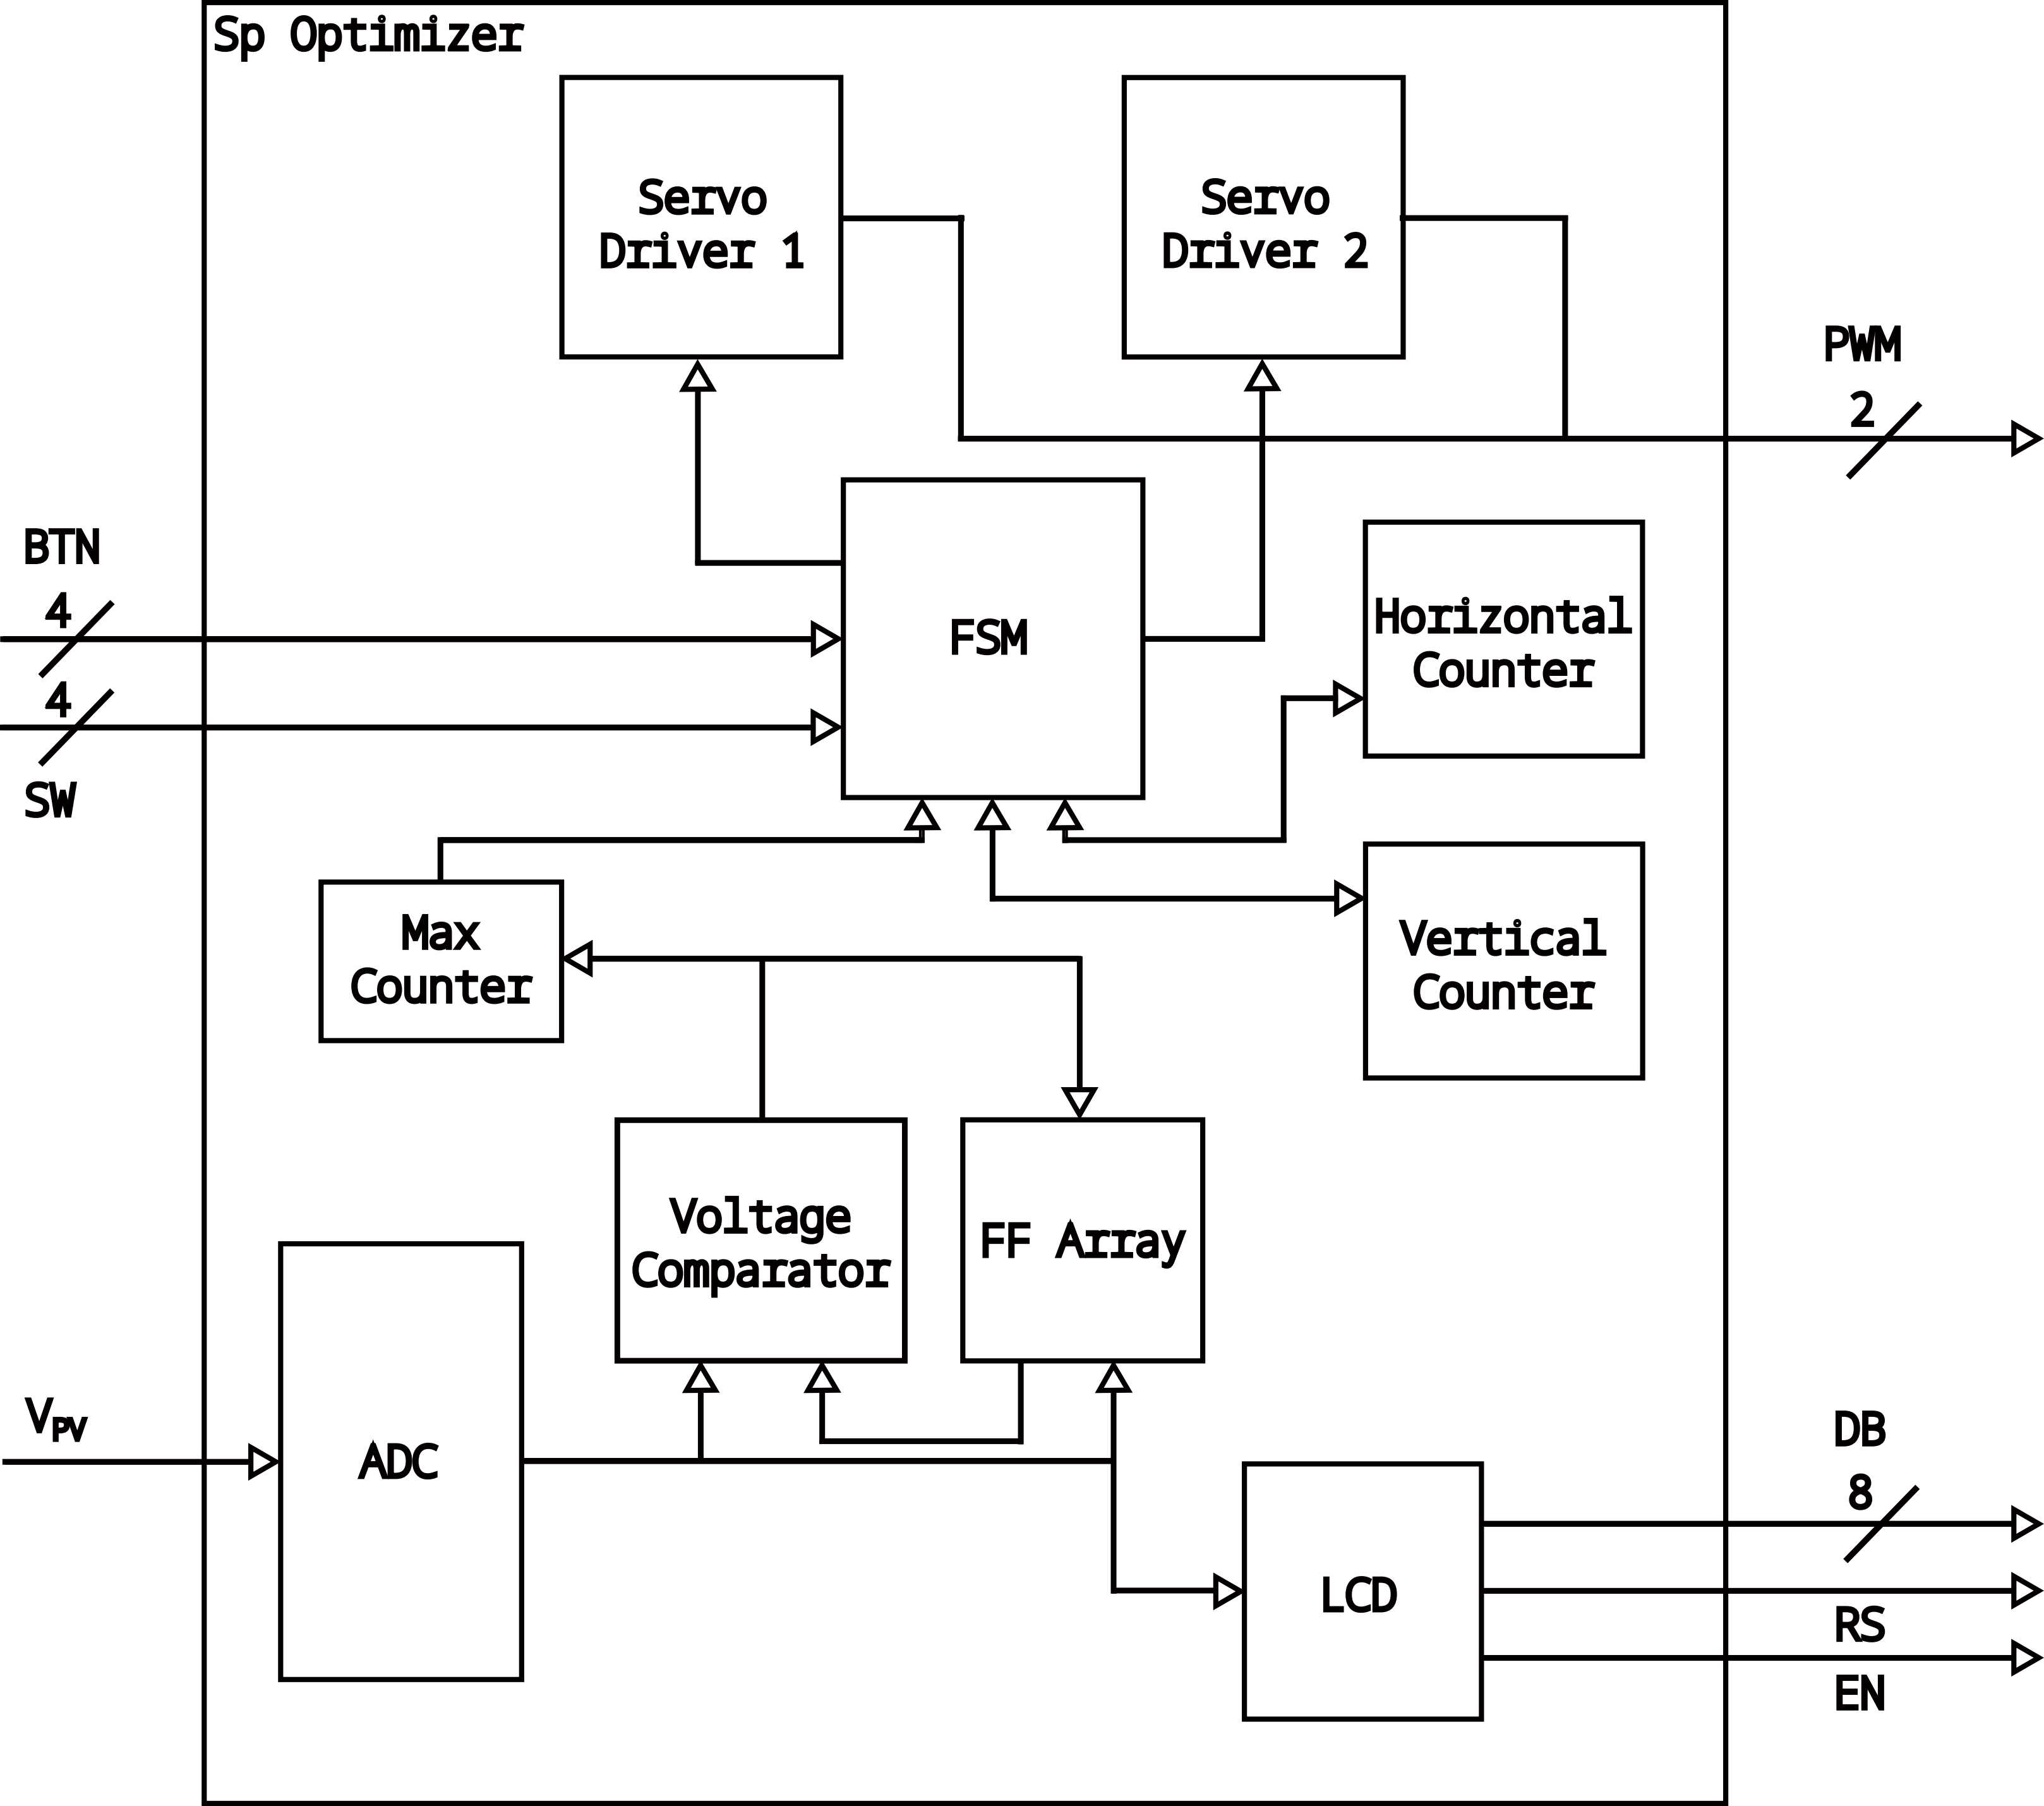 Sp Optimizer
Servo
Driver 1
Servo
Driver 2
PWM
2
BTN
4
FSM
Horizontal
Counter
4
SW
Max
Counter
Vertical
Counter
Voltage
Comparator
FF Array
VPV
ADC
DB
8
LCD
RS
EN